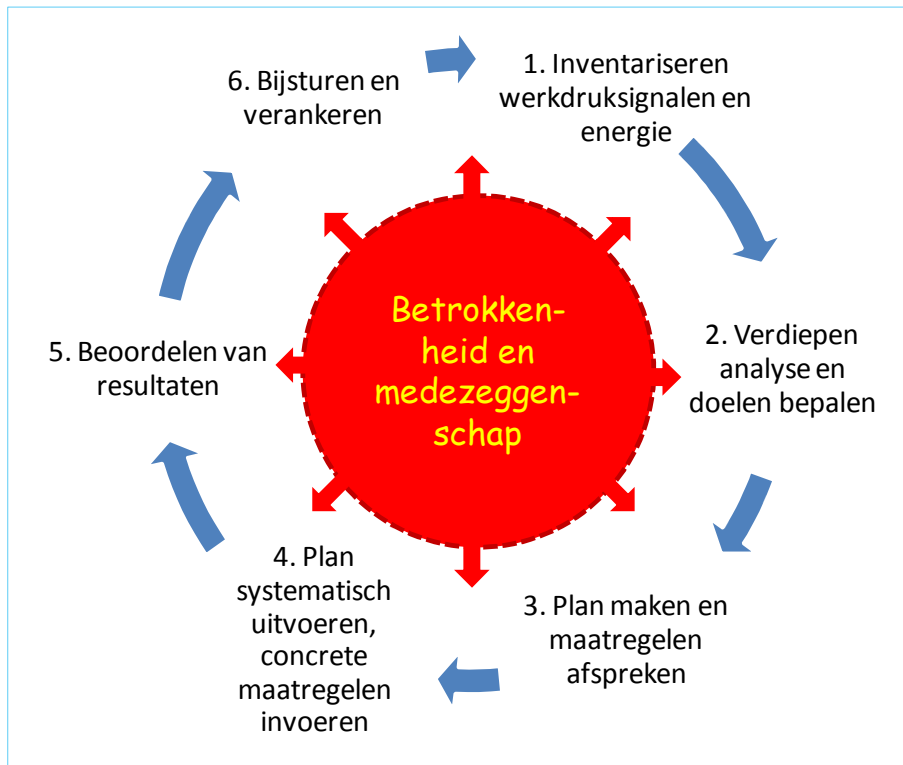 1. Inventariseren
werkdruksignalen en
energie
2. Verdiepen
analyse en
doelen bepalen
3. Plan maken en
maatregelen
afspreken
4. Plan
systematisch
uitvoeren,
concrete
maatregelen
invoeren
5. Beoordelen van
resultaten
6. Bijsturen en
verankeren
Betrokken-
heid en
medezeggen-
schap